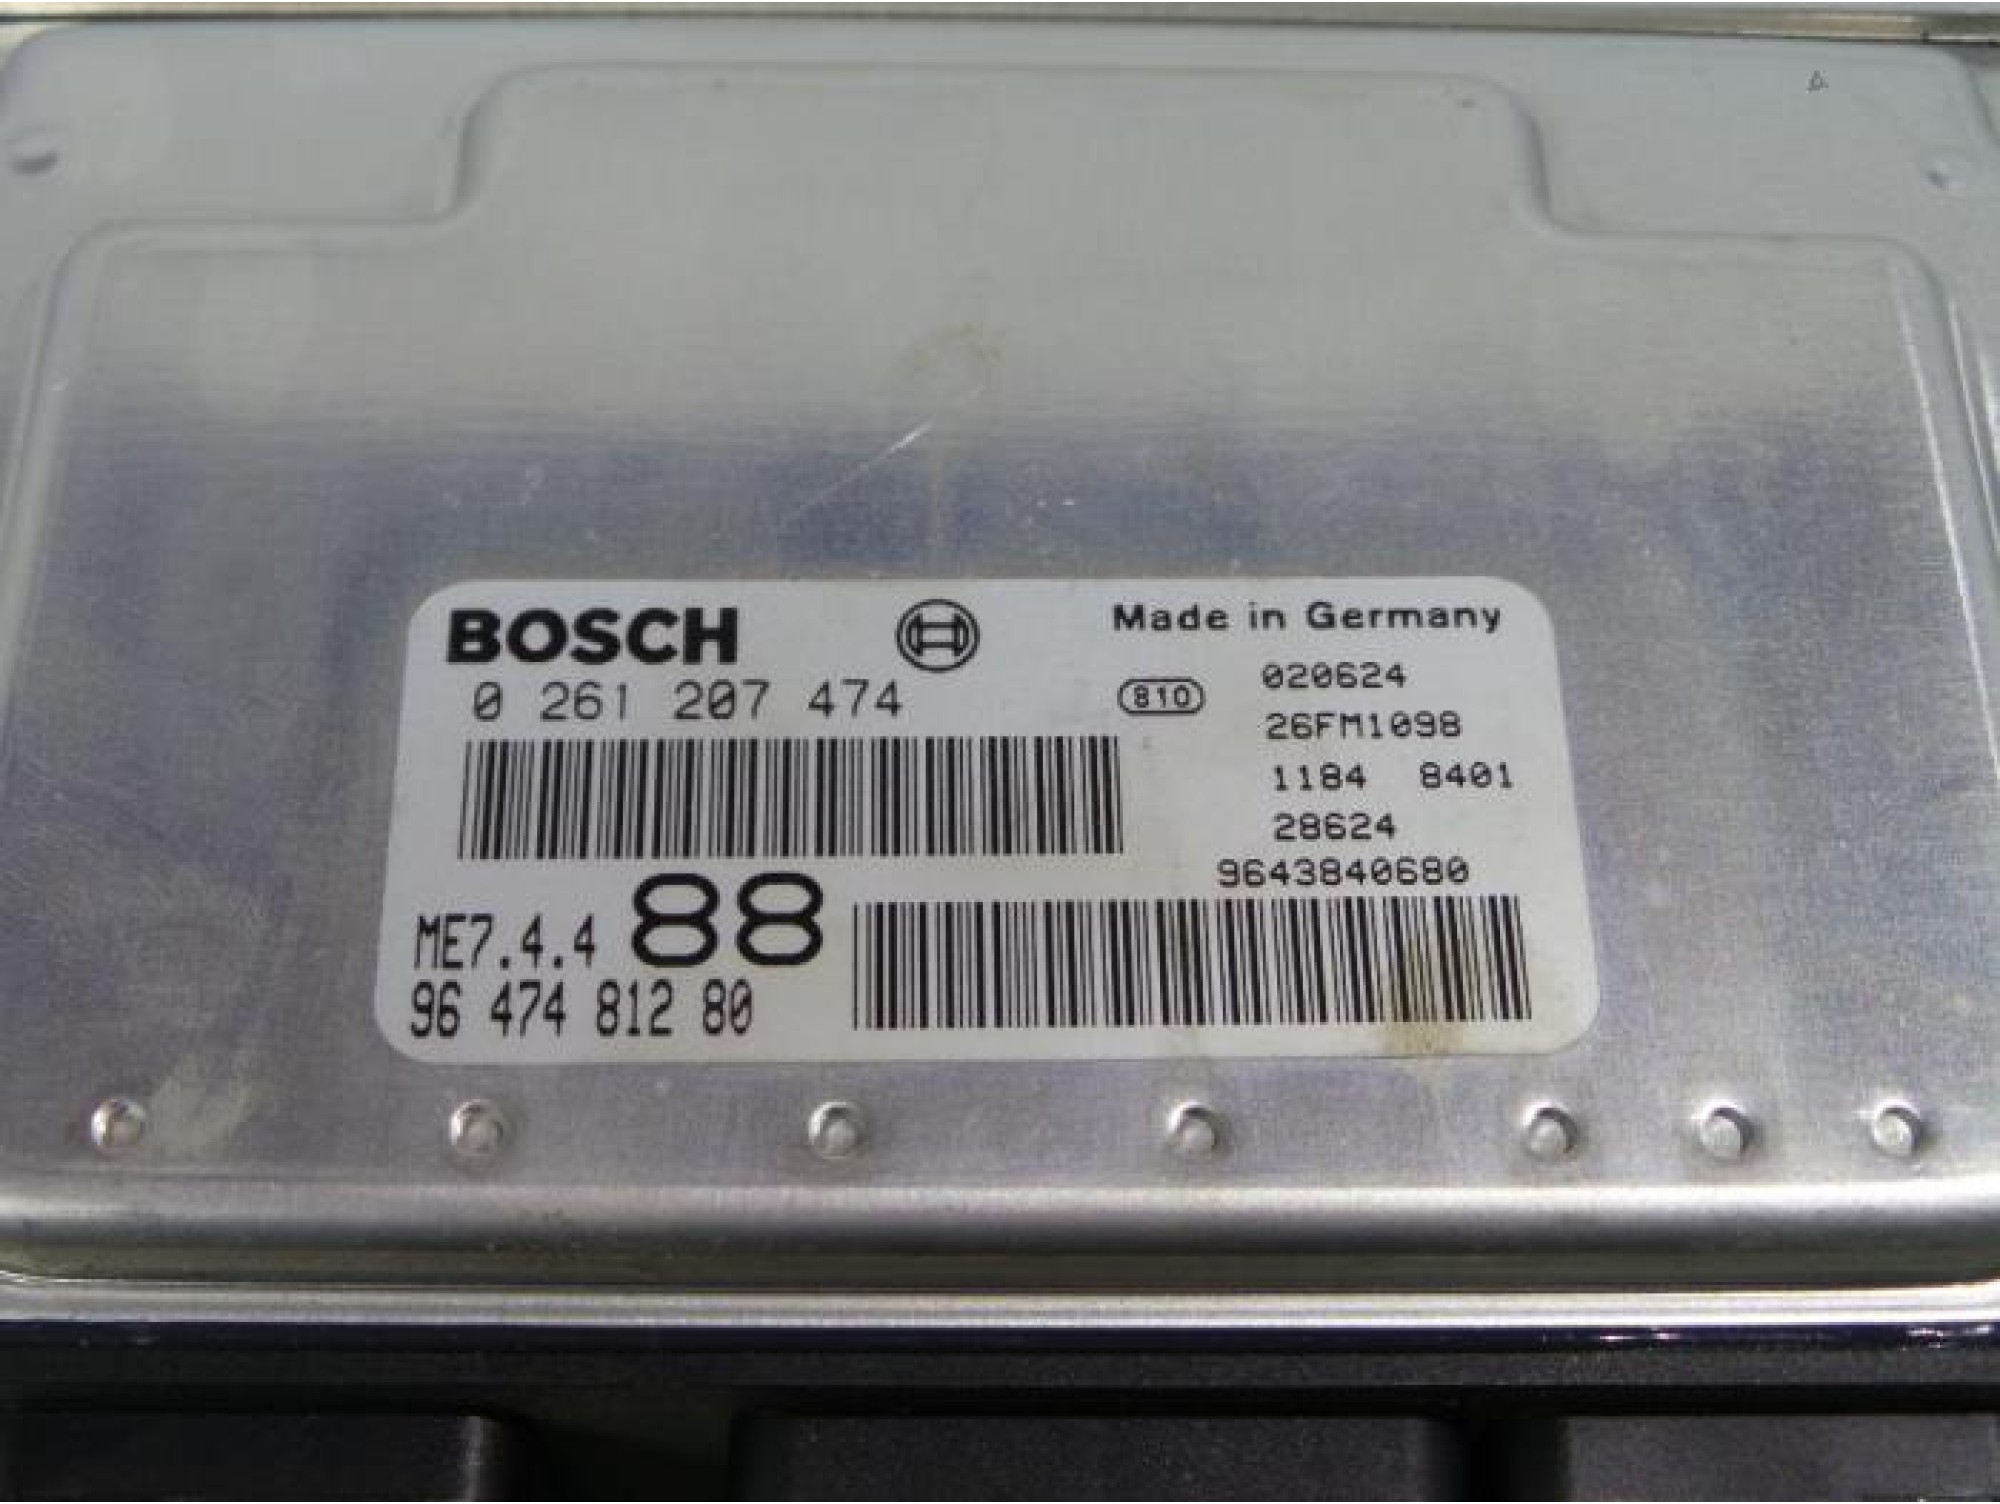 BOSCH
Made in Germany
0 261 207 474
810
020624
26FM1098
1184 8401
28624
9643840680
ME7.4.4 88
96 474 812 80